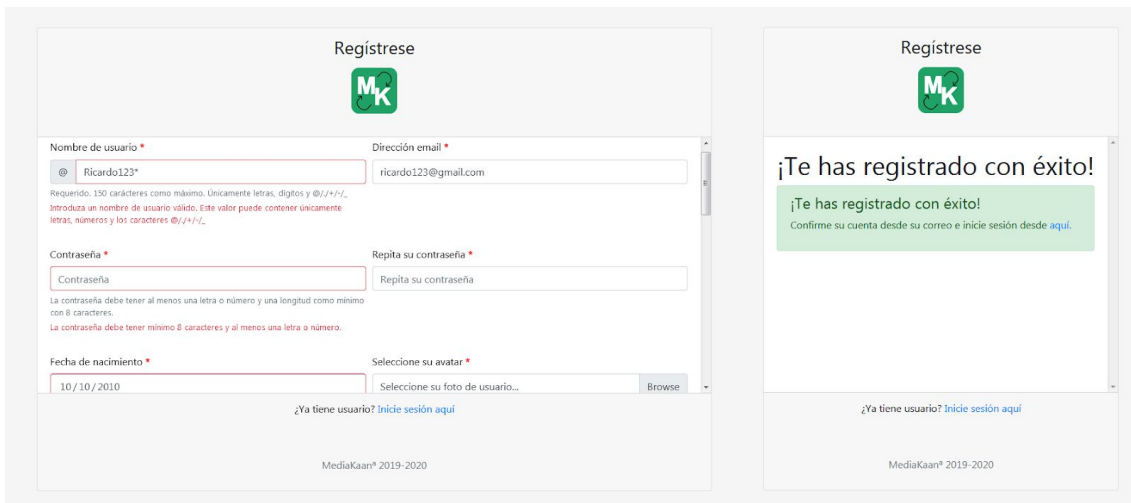 Regístrese
MK
Nombre de usuario *
@ Ricardo123*
Requerido. 150 carácteres como máximo. Únicamente letras, dígitos y @/./+/-/_
Introduzca un nombre de usuario válido. Este valor puede contener únicamente
letras, números y los caracteres @/./+/-/_
Dirección email *
ricardo123@gmail.com
Contraseña *
Contraseña
La contraseña debe tener al menos una letra o número y una longitud como mínimo
con 8 caracteres.
La contraseña debe tener mínimo 8 caracteres y al menos una letra o número.
Repita su contraseña *
Repita su contraseña
Fecha de nacimiento *
10/10/2010
Seleccione su avatar *
Seleccione su foto de usuario... Browse
¿Ya tiene usuario? Inicie sesión aquí
MediaKaanª 2019-2020
Regístrese
MK
¡Te has registrado con éxito!
¡Te has registrado con éxito!
Confirme su cuenta desde su correo e inicie sesión desde aquí.
¿Ya tiene usuario? Inicie sesión aquí
MediaKaanª 2019-2020